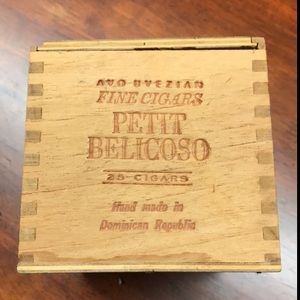 AVO UVEZIAN
FINE CIGARS
PETIT
BELICOSO
25-CIGARS
Hand made in
Dominican Republic